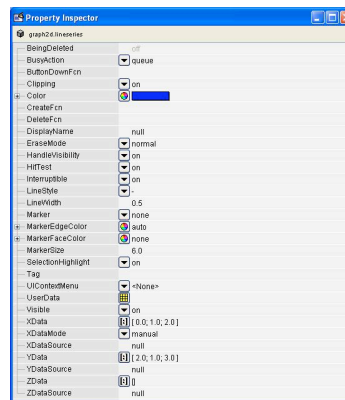 Property Inspector
graph2d.lineseries
BeingDeleted off
BusyAction queue
ButtonDownFcn
Clipping on
Color
CreateFcn
DeleteFcn
DisplayName null
EraseMode normal
HandleVisibility on
HitTest on
Interruptible on
LineStyle -
LineWidth 0.5
Marker none
MarkerEdgeColor auto
MarkerFaceColor none
MarkerSize 6.0
SelectionHighlight on
Tag
UIContextMenu <None>
UserData
Visible on
XData [ 0.0; 1.0; 2.0 ]
XDataMode manual
XDataSource null
YData [ 2.0; 1.0; 3.0 ]
YDataSource null
ZData []
ZDataSource null